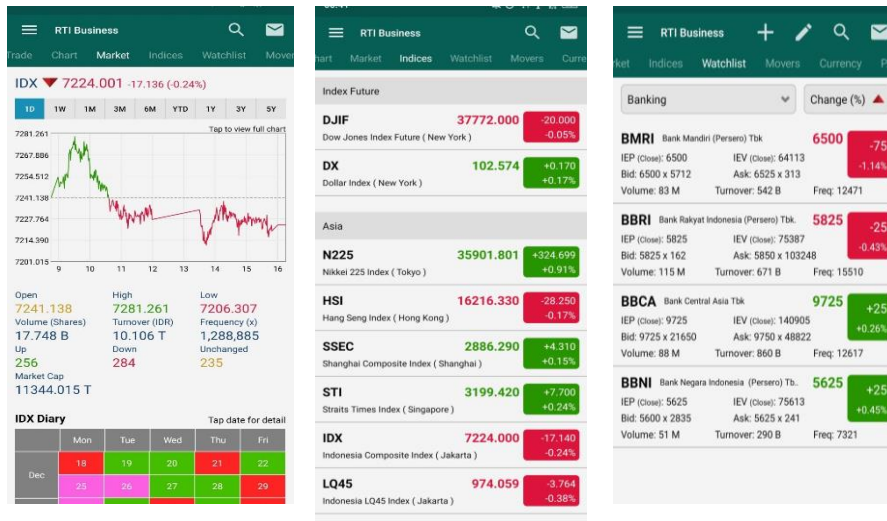 RTI Business
Trade Chart Market Indices Watchlist Mover
IDX ▼ 7224.001 -17.136 (-0.24%)
1D 1W 1M 3M 6M YTD 1Y 3Y 5Y
Tap to view full chart
7281.261
7267.886
7254.512
7241.138
7227.764
7214.390
7201.015
9 10 11 12 13 14 15 16
Open High Low
7241.138 7281.261 7206.307
Volume (Shares) Turnover (IDR) Frequency (x)
17.748 B 10.106 T 1,288,885
Up Down Unchanged
256 284 235
Market Cap
11344.015 T
IDX Diary Tap date for detail
Mon Tue Wed Thu Fri
Dec
18 19 20 21 22
25 26 27 28 29
RTI Business
hart Market Indices Watchlist Movers Curre
Index Future
DJIF 37772.000 -20.000
Dow Jones Index Future ( New York ) -0.05%
DX 102.574 +0.170
Dollar Index ( New York ) +0.17%
Asia
N225 35901.801 +324.699
Nikkei 225 Index ( Tokyo ) +0.91%
HSI 16216.330 -28.250
Hang Seng Index ( Hong Kong ) -0.17%
SSEC 2886.290 +4.310
Shanghai Composite Index ( Shanghai ) +0.15%
STI 3199.420 +7.700
Straits Times Index ( Singapore ) +0.24%
IDX 7224.000 -17.140
Indonesia Composite Index ( Jakarta ) -0.24%
LQ45 974.059 -3.764
Indonesia LQ45 Index ( Jakarta ) -0.38%
RTI Business
rket Indices Watchlist Movers Currency P
Banking Change (%) ▲
BMRI Bank Mandiri (Persero) Tbk 6500 -75
IEP (Close): 6500 IEV (Close): 64113 -1.14%
Bid: 6500 x 5712 Ask: 6525 x 313
Volume: 83 M Turnover: 542 B Freq: 12471
BBRI Bank Rakyat Indonesia (Persero) Tbk. 5825 -25
IEP (Close): 5825 IEV (Close): 75387 -0.43%
Bid: 5825 x 162 Ask: 5850 x 103248
Volume: 115 M Turnover: 671 B Freq: 15510
BBCA Bank Central Asia Tbk 9725 +25
IEP (Close): 9725 IEV (Close): 140905 +0.26%
Bid: 9725 x 21650 Ask: 9750 x 48822
Volume: 88 M Turnover: 860 B Freq: 12617
BBNI Bank Negara Indonesia (Persero) Tb.. 5625 +25
IEP (Close): 5625 IEV (Close): 75613 +0.45%
Bid: 5600 x 2835 Ask: 5625 x 241
Volume: 51 M Turnover: 290 B Freq: 7321